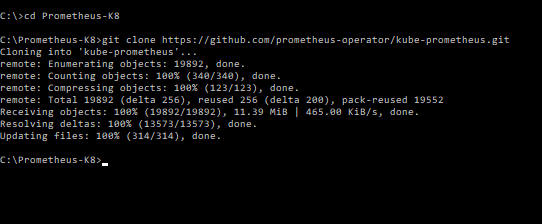 C:\>cd Prometheus-K8
C:\Prometheus-K8>git clone https://github.com/prometheus-operator/kube-prometheus.git
Cloning into 'kube-prometheus'...
remote: Enumerating objects: 19892, done.
remote: Counting objects: 100% (340/340), done.
remote: Compressing objects: 100% (123/123), done.
remote: Total 19892 (delta 256), reused 256 (delta 200), pack-reused 19552
Receiving objects: 100% (19892/19892), 11.39 MiB | 465.00 KiB/s, done.
Resolving deltas: 100% (13573/13573), done.
Updating files: 100% (314/314), done.
C:\Prometheus-K8>